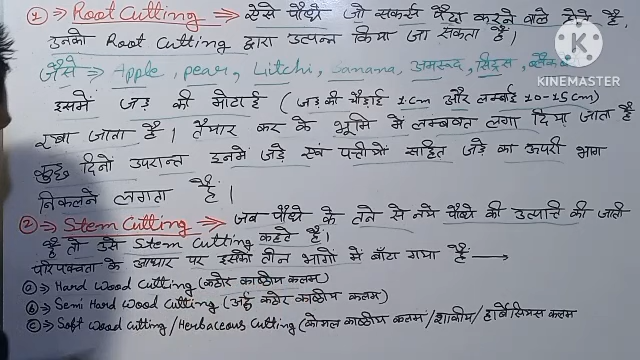 ① Root Cutting ⇒ ऐसे पौधे जो सकर्स पैदा करने वाले होते है,
उनको Root Cutting द्वारा उत्पन्न किया जा सकता है।
जैसे ⇒ Apple, pear, Litchi, Banana, अमरूद, सिट्रस,
इसमें जड़ की मोटाई (जड़ की चौड़ाई 1cm और लम्बाई 10-15cm)
रखा जाता है। तैयार कर के भूमि में लम्बवत लगा दिया जाता है
कुछ दिनों उपरान्त इनमें जड़े एवं पत्तीयों सहित जड़े का ऊपरी भाग
निकलने लगता है।
② Stem Cutting ⇒ जब पौधे के तने से नये पौधे की उत्पात्ति की जाती
है तो उसे Stem Cutting कहते है।
परिपक्वता के आधार पर इसको तीन भागो में बाँटा गया है →
ⓐ Hard Wood Cutting (कठोर काष्ठीय कलम)
ⓑ Semi Hard Wood Cutting (अर्द्ध कठोर काष्ठीय कलम)
ⓒ Soft Wood Cutting / Herbaceous Cutting (कोमल काष्ठीय कलम / शाकीय / हार्बेसियस कलम
K
KINEMASTER